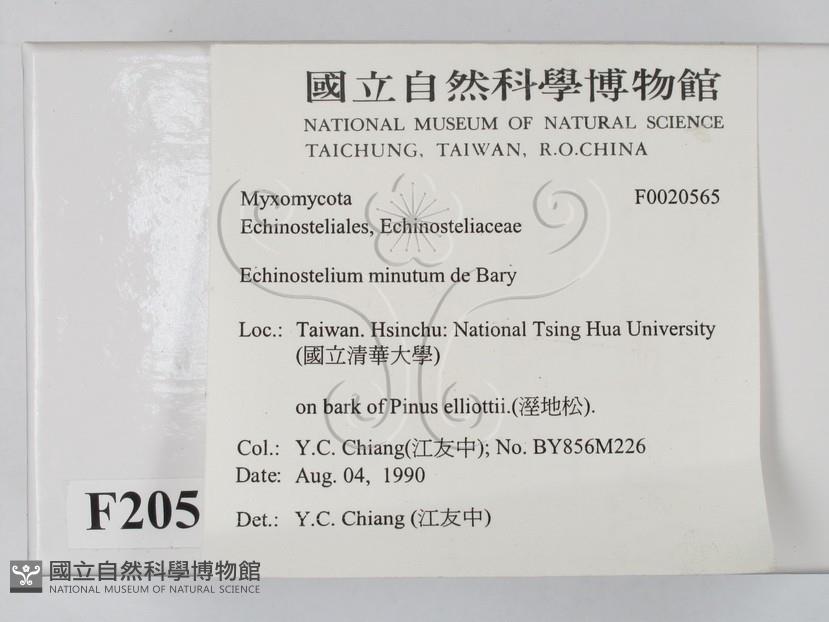 國立自然科學博物館
NATIONAL MUSEUM OF NATURAL SCIENCE
TAICHUNG, TAIWAN, R.O.CHINA
Myxomycota F0020565
Echinosteliales, Echinosteliaceae
Echinostelium minutum de Bary
Loc.: Taiwan. Hsinchu: National Tsing Hua University
(國立清華大學)
on bark of Pinus elliottii.(溼地松).
Col.: Y.C. Chiang(江友中); No. BY856M226
Date: Aug. 04, 1990
Det.: Y.C. Chiang (江友中)
F205
國立自然科學博物館
NATIONAL MUSEUM OF NATURAL SCIENCE